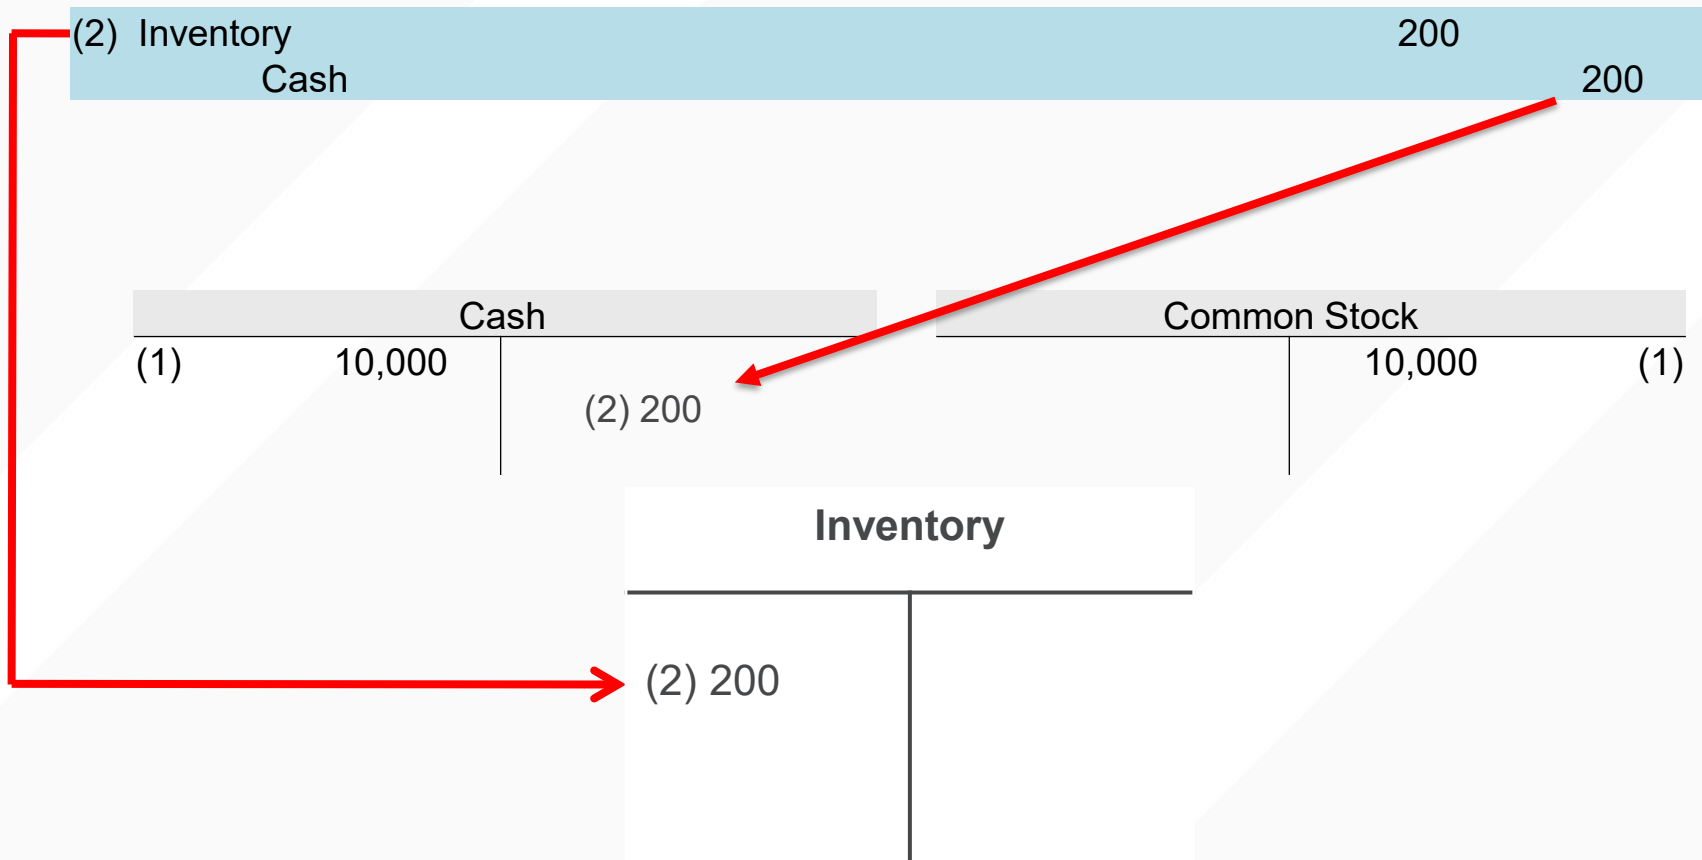 (2) Inventory 200
Cash 200
Cash
Common Stock
(1) 10,000
10,000 (1)
(2) 200
Inventory
(2) 200